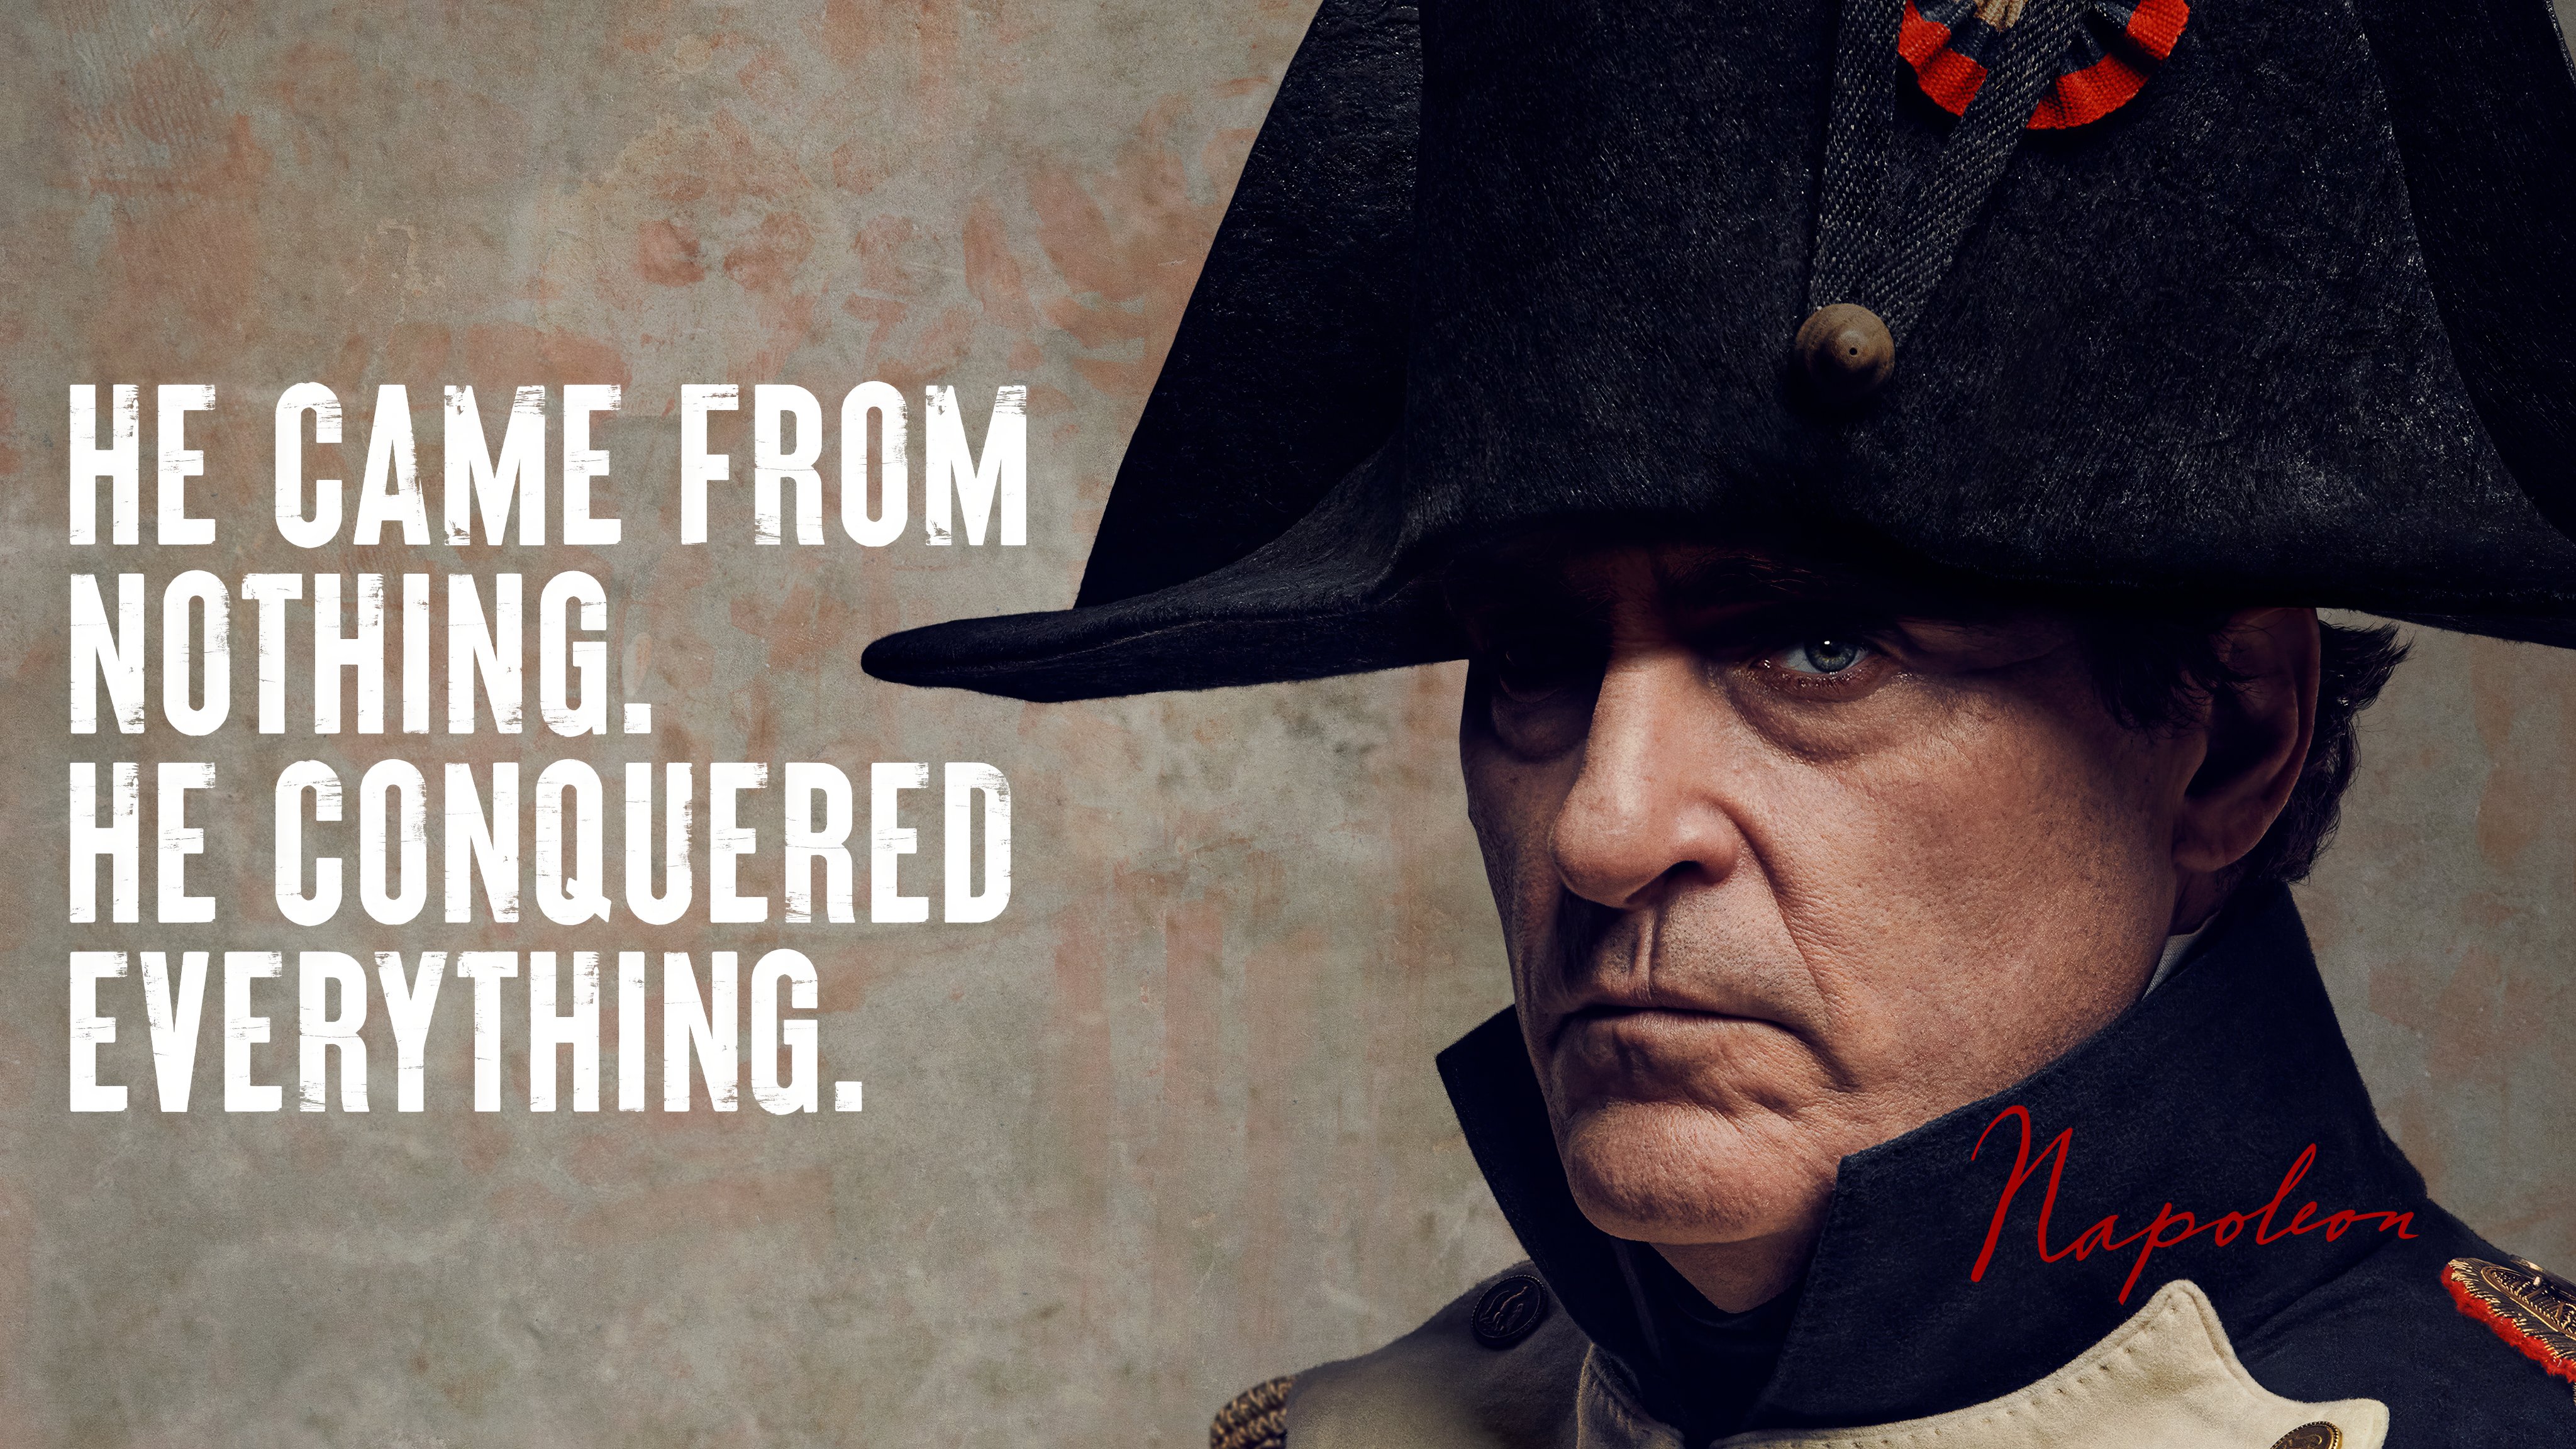 HE CAME FROM
NOTHING.
HE CONQUERED
EVERYTHING.
Napoleon